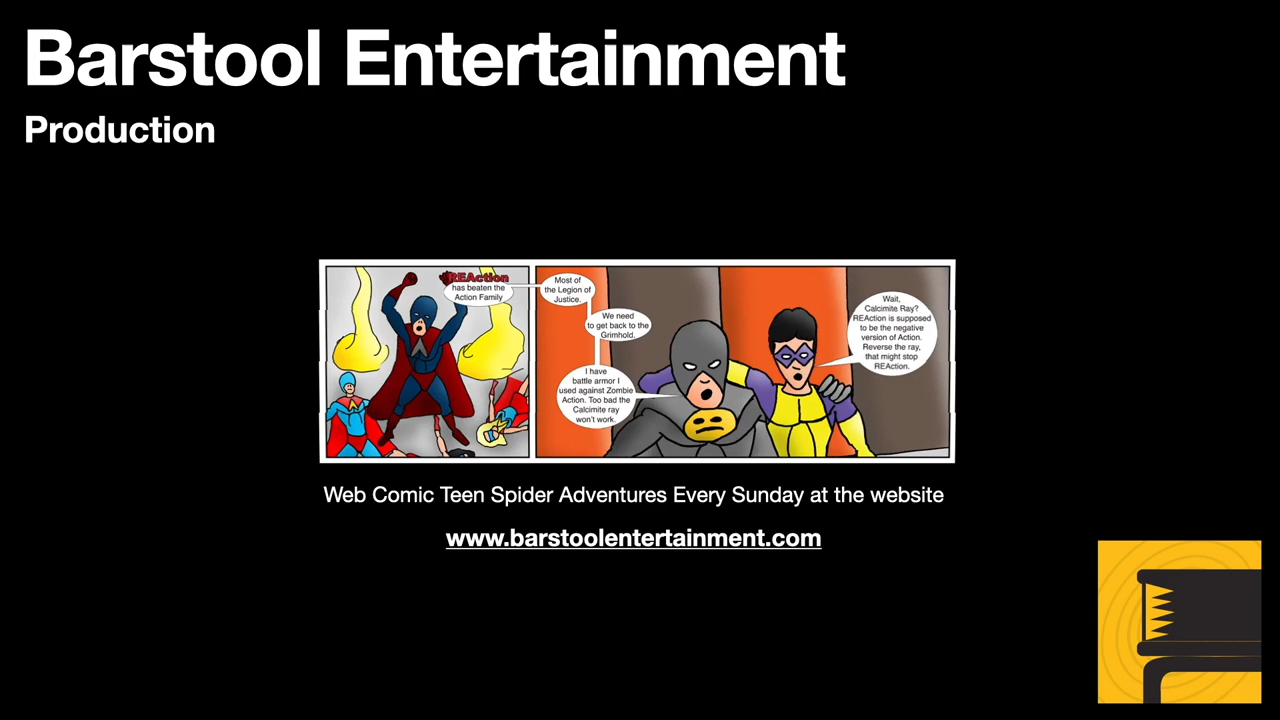 Barstool Entertainment
Production
REAction
has beaten the
Action Family
Most of
the Legion of
Justice.
We need
to get back to the
Grimhold.
I have
battle armor I
used against Zombie
Action. Too bad the
Calcimite ray
won't work.
Wait,
Calcimite Ray?
REAction is supposed
to be the negative
version of Action.
Reverse the ray,
that might stop
REAction.
Web Comic Teen Spider Adventures Every Sunday at the website
www.barstoolentertainment.com